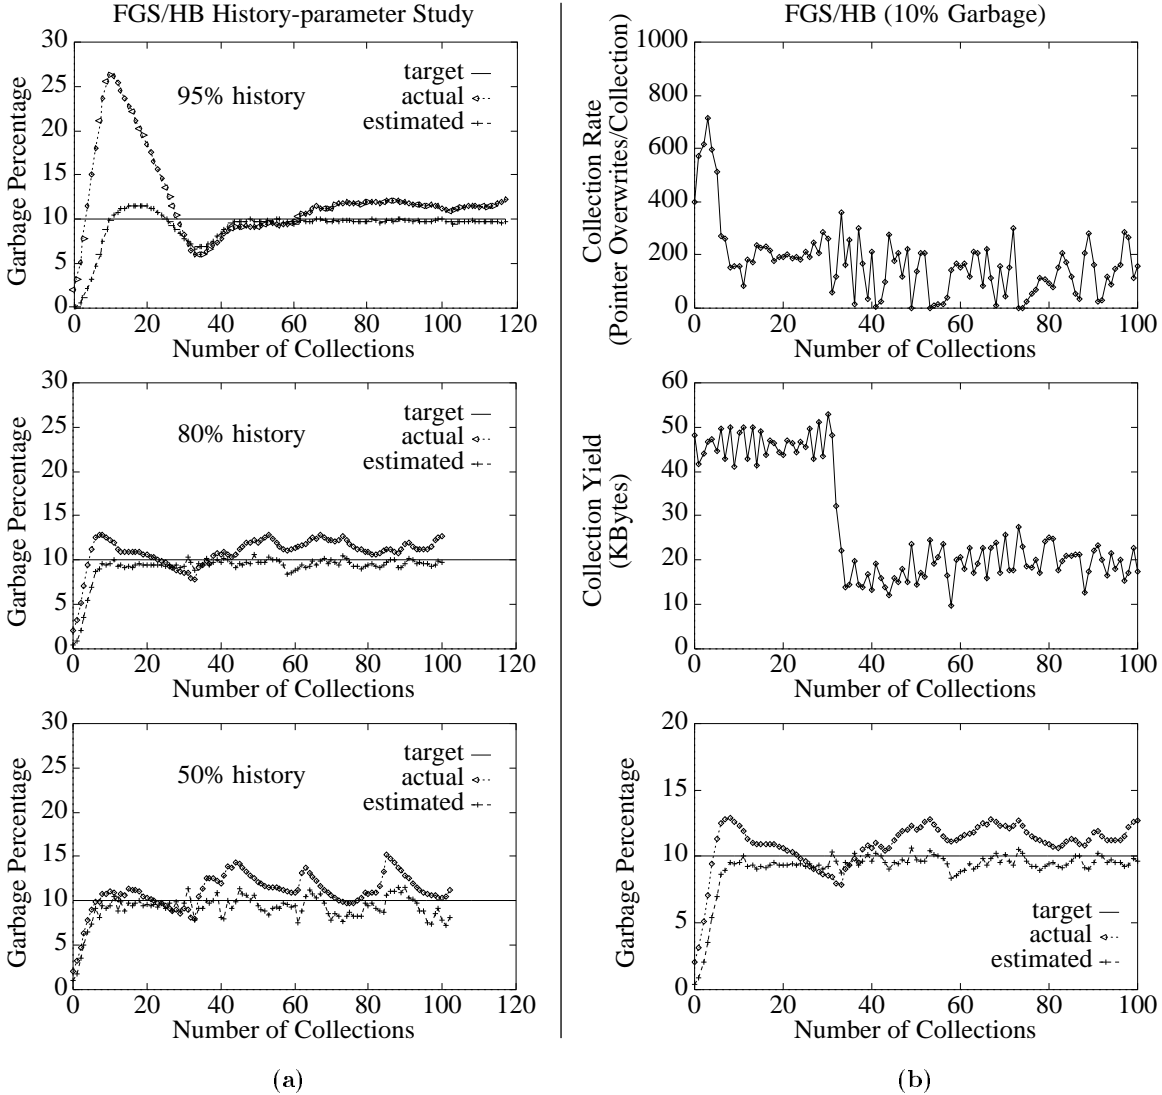 FGS/HB History-parameter Study
30
25
20
15
10
5
0
0
20
40
60
80
100
120
Garbage Percentage
Number of Collections
95% history
target
actual
estimated
30
25
20
15
10
5
0
0
20
40
60
80
100
120
Garbage Percentage
Number of Collections
80% history
target
actual
estimated
30
25
20
15
10
5
0
0
20
40
60
80
100
120
Garbage Percentage
Number of Collections
50% history
target
actual
estimated
(a)
FGS/HB (10% Garbage)
1000
800
600
400
200
0
0
20
40
60
80
100
Collection Rate
(Pointer Overwrites/Collection)
Number of Collections
60
50
40
30
20
10
0
0
20
40
60
80
100
Collection Yield
(KBytes)
Number of Collections
20
15
10
5
0
0
20
40
60
80
100
Garbage Percentage
Number of Collections
target
actual
estimated
(b)